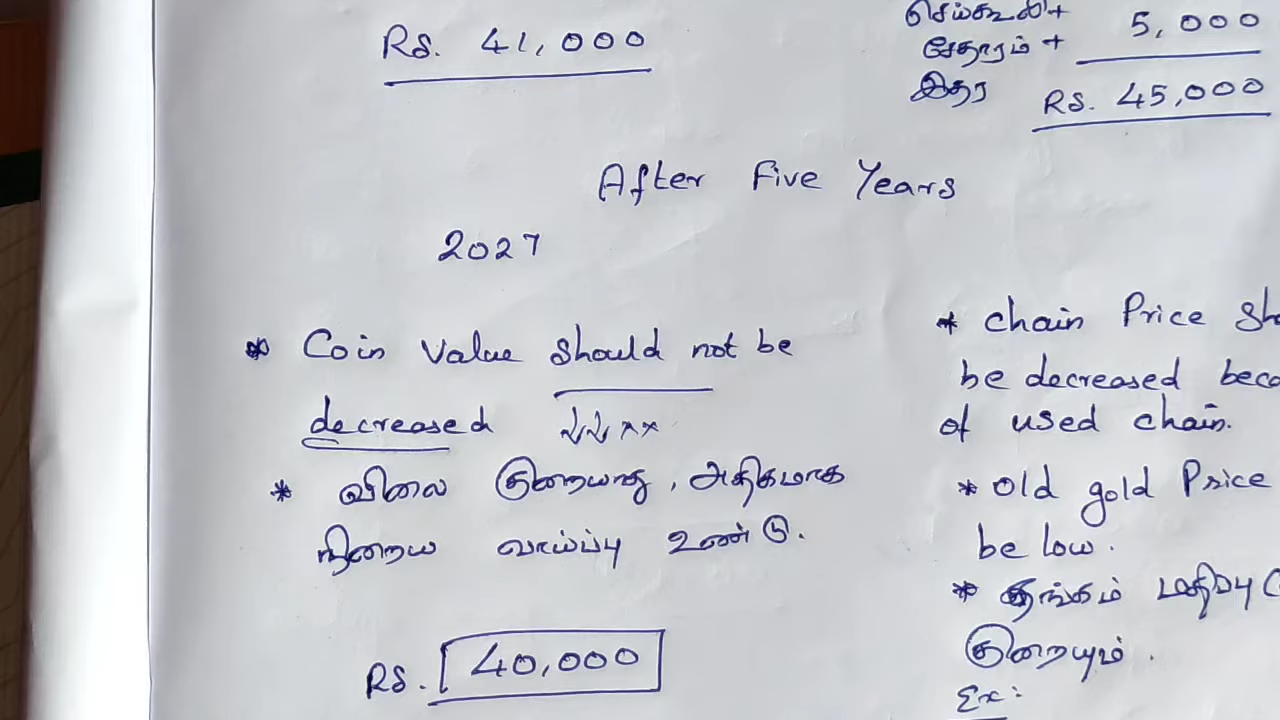 Rs. 41,000
செய்கூலி +
சேதாரம் +
இதர
5,000
Rs. 45,000
After Five Years
2027
* Coin Value should not be
decreased
* விலை குறையாது, அதிகமாக
நிறைய வாய்ப்பு உண்டு.
Rs. 40,000
* Chain Price
be decreased
of used chain.
* Old gold Price
be low.
* தங்கம் மதிப்பு
குறையும்.
Ex: